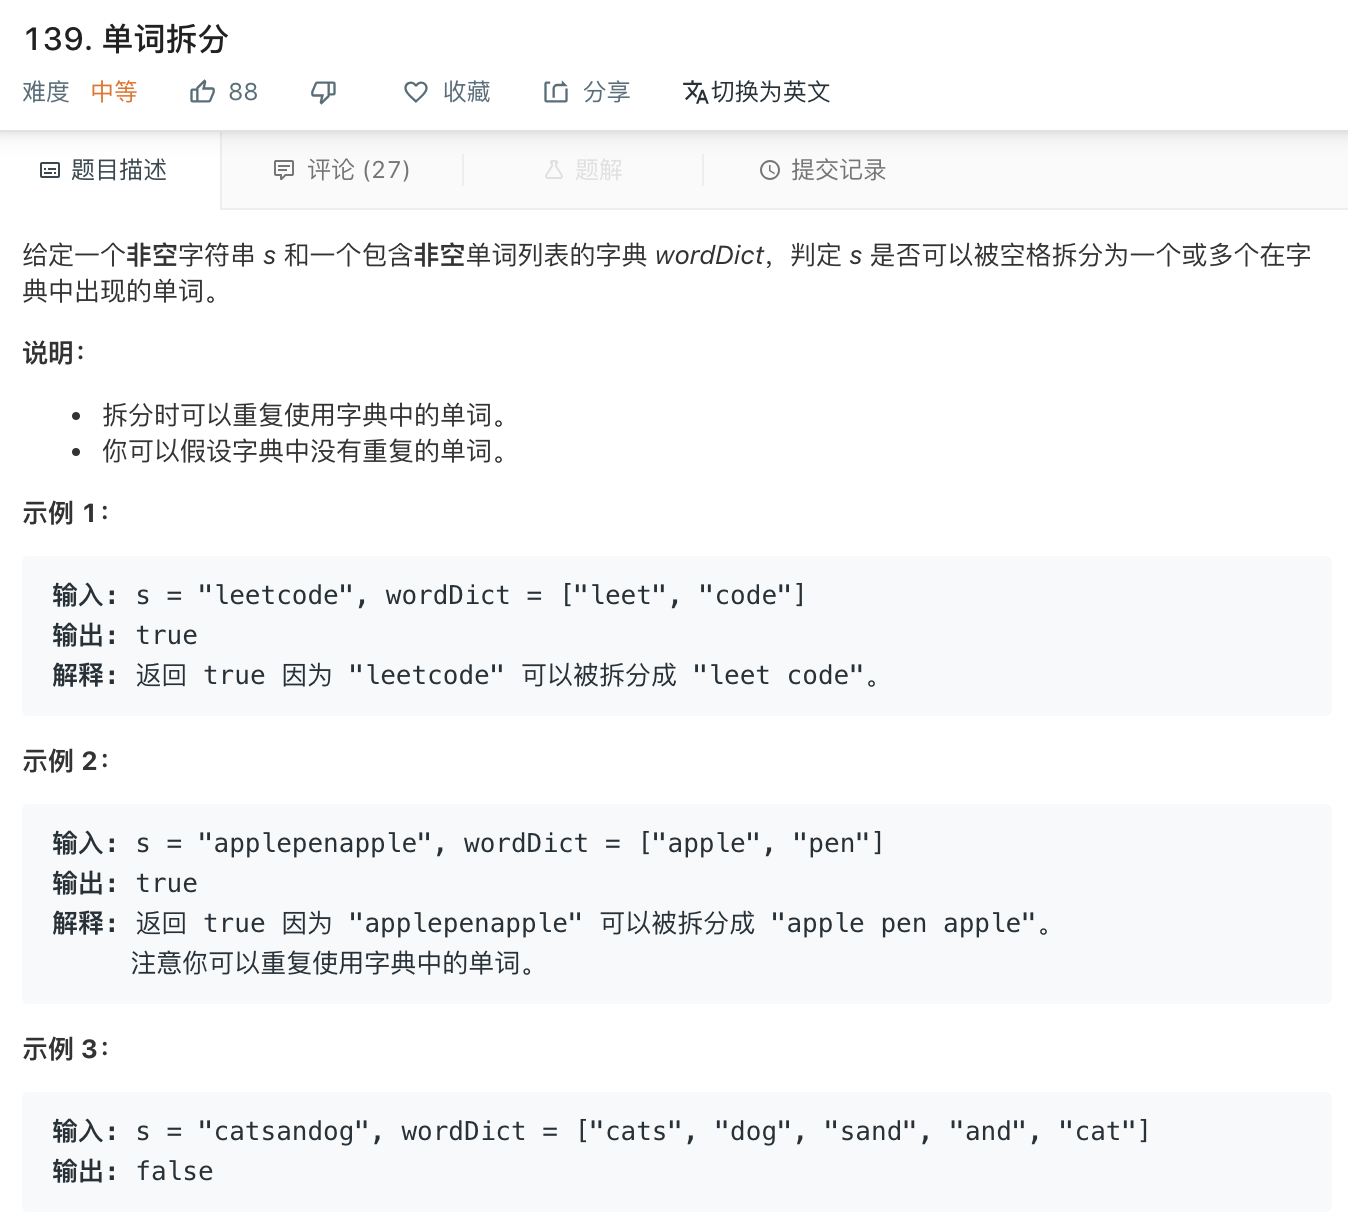 139. 单词拆分
难度 中等 88 收藏 分享 切换为英文
题目描述 评论 (27) 题解 提交记录
给定一个非空字符串 s 和一个包含非空单词列表的字典 wordDict，判定 s 是否可以被空格拆分为一个或多个在字
典中出现的单词。
说明：
• 拆分时可以重复使用字典中的单词。
• 你可以假设字典中没有重复的单词。
示例 1：
输入: s = "leetcode", wordDict = ["leet", "code"]
输出: true
解释: 返回 true 因为 "leetcode" 可以被拆分成 "leet code"。
示例 2：
输入: s = "applepenapple", wordDict = ["apple", "pen"]
输出: true
解释: 返回 true 因为 "applepenapple" 可以被拆分成 "apple pen apple"。
注意你可以重复使用字典中的单词。
示例 3：
输入: s = "catsandog", wordDict = ["cats", "dog", "sand", "and", "cat"]
输出: false